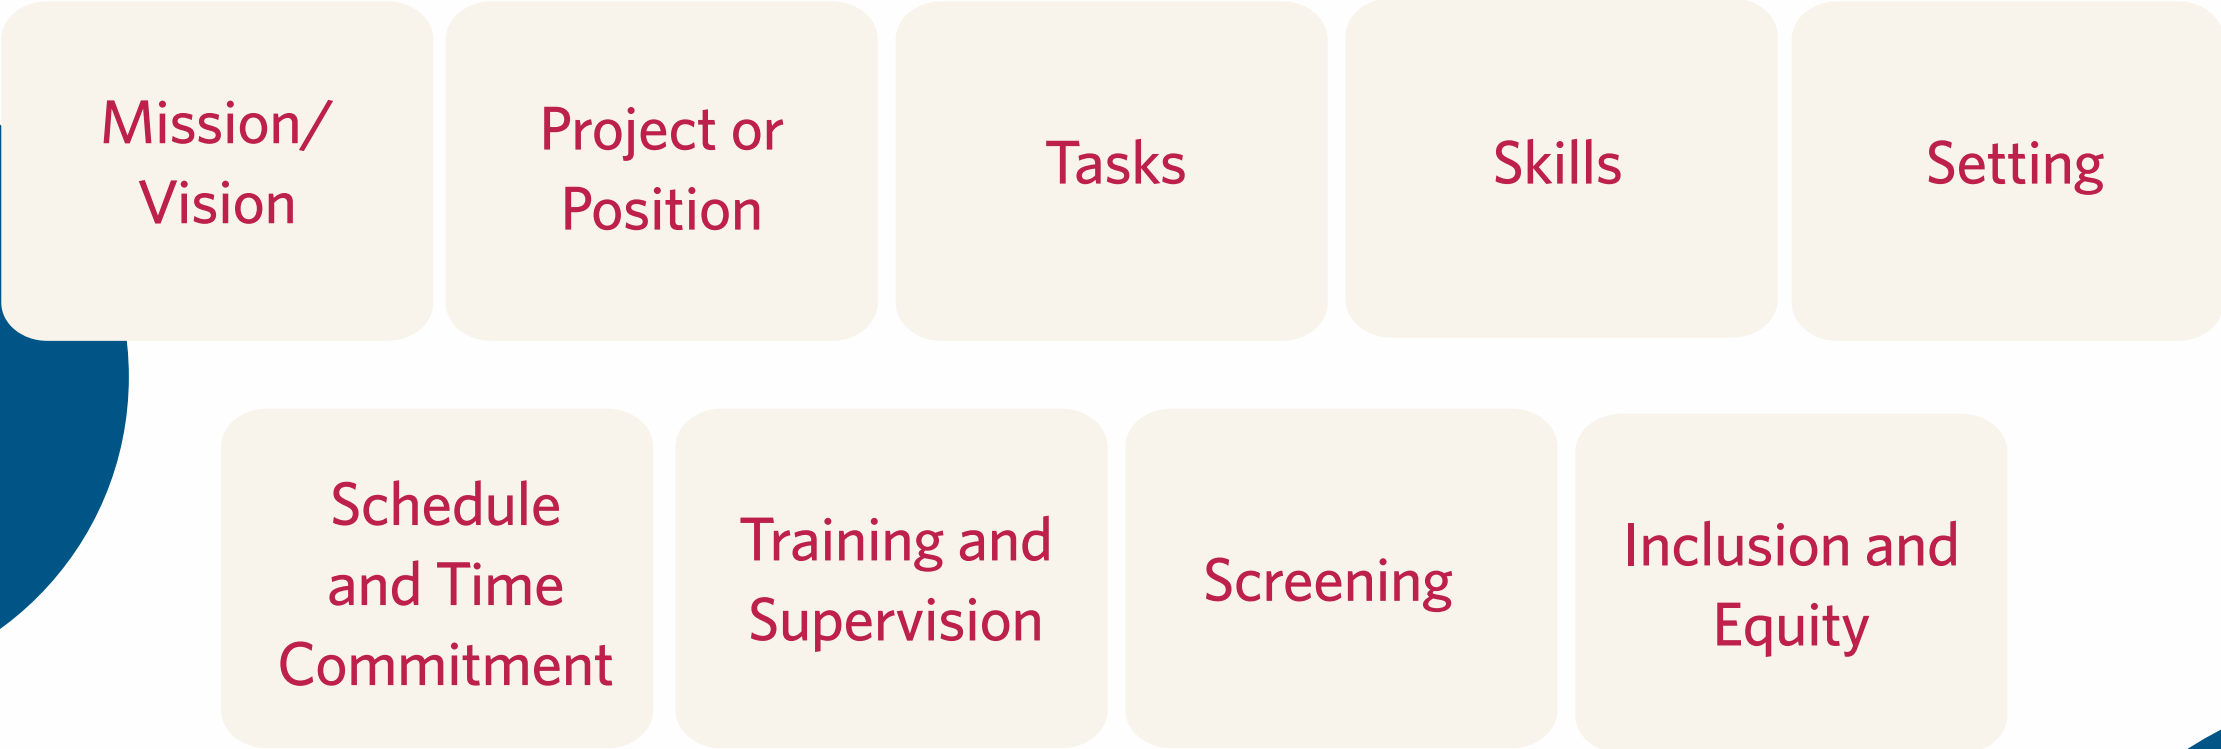 Mission/
Vision
Project or
Position
Tasks
Skills
Setting
Schedule
and Time
Commitment
Training and
Supervision
Screening
Inclusion and
Equity